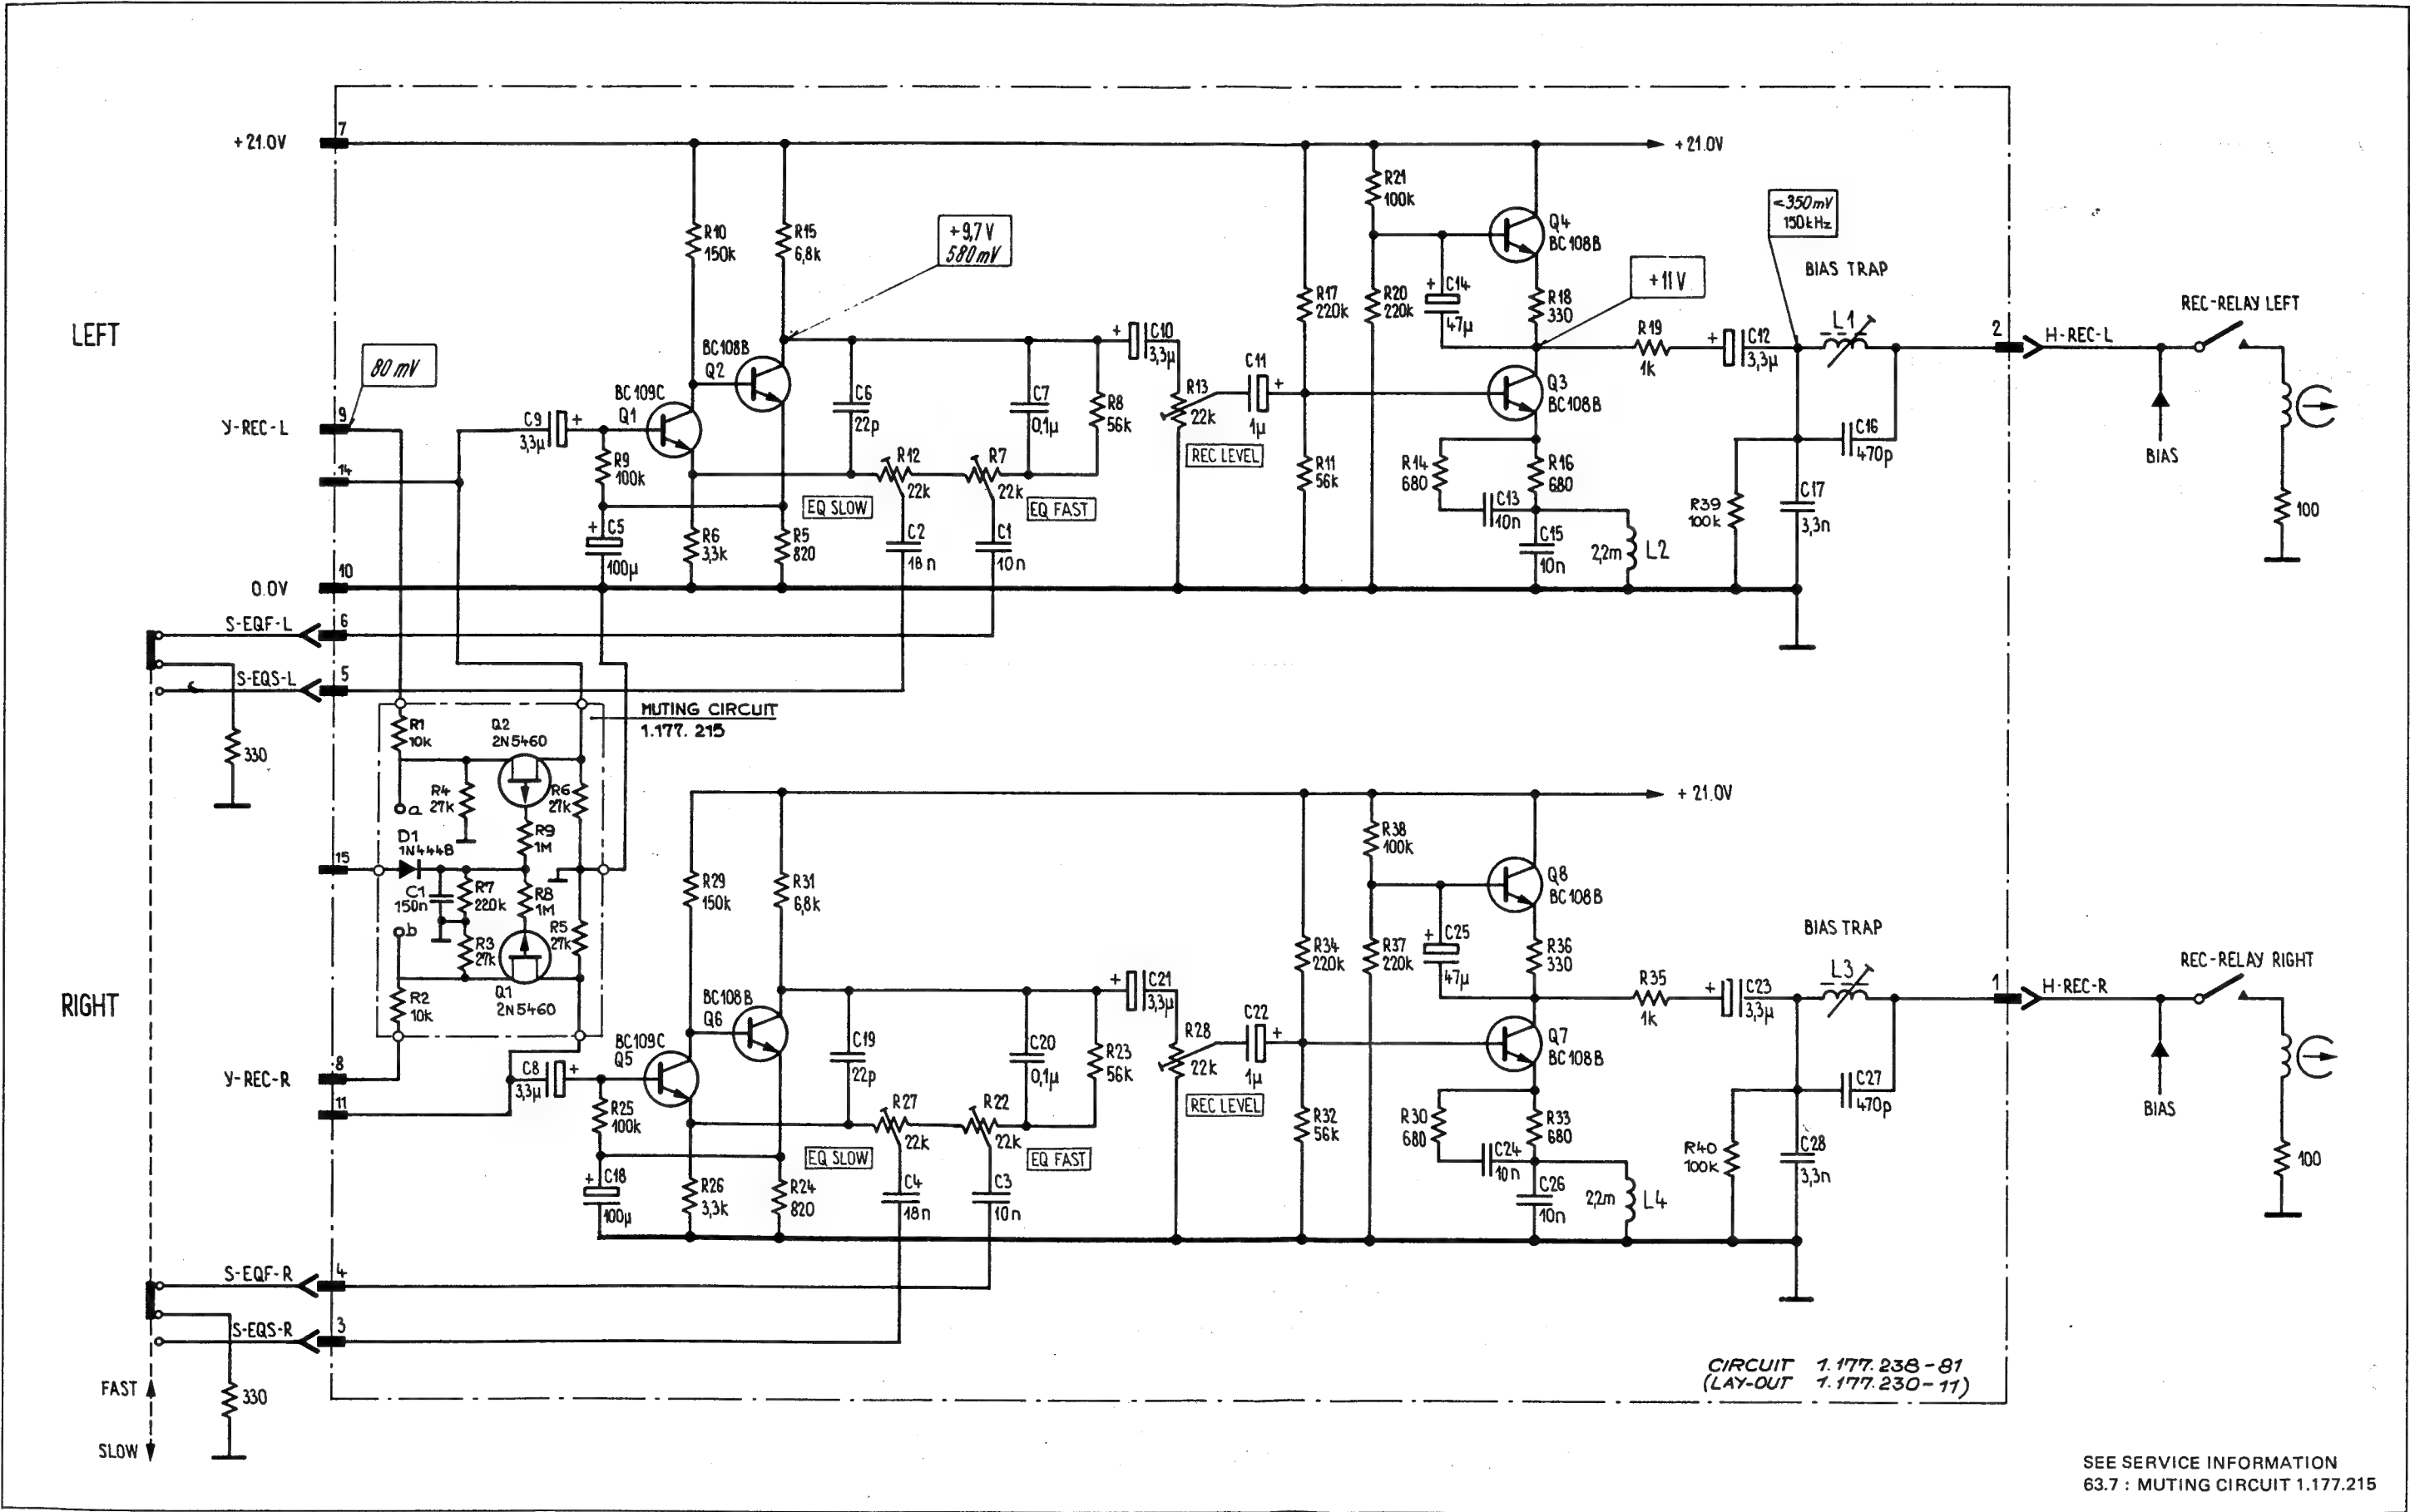 LEFT
+21.0V
7
R10
150k
R15
6,8k
+9,7V
580mV
R21
100k
Q4
BC108B
<350mV
150kHz
BIAS TRAP
+21.0V
+
C14
47µ
R17
220k
R20
220k
R18
330
+11V
L1
REC-RELAY LEFT
80 mV
BC108B
Q2
BC109C
Q1
C6
22p
C7
0,1µ
R8
56k
+
C10
3,3µ
C11
+
1µ
R13
22k
REC LEVEL
Q3
BC108B
R19
1k
+
C12
3,3µ
2
H-REC-L
BIAS
Y-REC-L
9
14
C9
3,3µ
+
R9
100k
R12
22k
R7
22k
EQ SLOW
EQ FAST
R11
56k
R14
680
R16
680
C13
10n
C15
10n
2,2m
L2
C16
470p
R39
100k
C17
3,3n
100
+
C5
100µ
R6
3,3k
R5
820
C2
18n
C1
10n
0.0V
10
S-EQF-L
6
S-EQS-L
5
330
MUTING CIRCUIT
1.177. 215
R1
10k
Q2
2N5460
R4
27k
R6
27k
a
R9
1M
D1
1N4448
15
C1
150n
R7
220k
R8
1M
b
R3
27k
R5
27k
R2
10k
Q1
2N5460
RIGHT
Y-REC-R
8
11
+21.0V
R29
150k
R31
6,8k
R38
100k
Q8
BC108B
+
C25
47µ
R34
220k
R37
220k
R36
330
BIAS TRAP
L3
REC-RELAY RIGHT
BC108B
Q6
BC109C
Q5
C8
3,3µ
+
R25
100k
C19
22p
C20
0,1µ
R23
56k
+
C21
3,3µ
C22
+
1µ
R28
22k
REC LEVEL
Q7
BC108B
R35
1k
+
C23
3,3µ
1
H-REC-R
BIAS
R27
22k
R22
22k
EQ SLOW
EQ FAST
R32
56k
R30
680
R33
680
C24
10n
C26
10n
2,2m
L4
C27
470p
R40
100k
C28
3,3n
100
+
C18
100µ
R26
3,3k
R24
820
C4
18n
C3
10n
S-EQF-R
4
S-EQS-R
3
330
FAST
SLOW
CIRCUIT 1.177.238-81
(LAY-OUT 1.177.230-11)
SEE SERVICE INFORMATION
63.7 : MUTING CIRCUIT 1.177.215